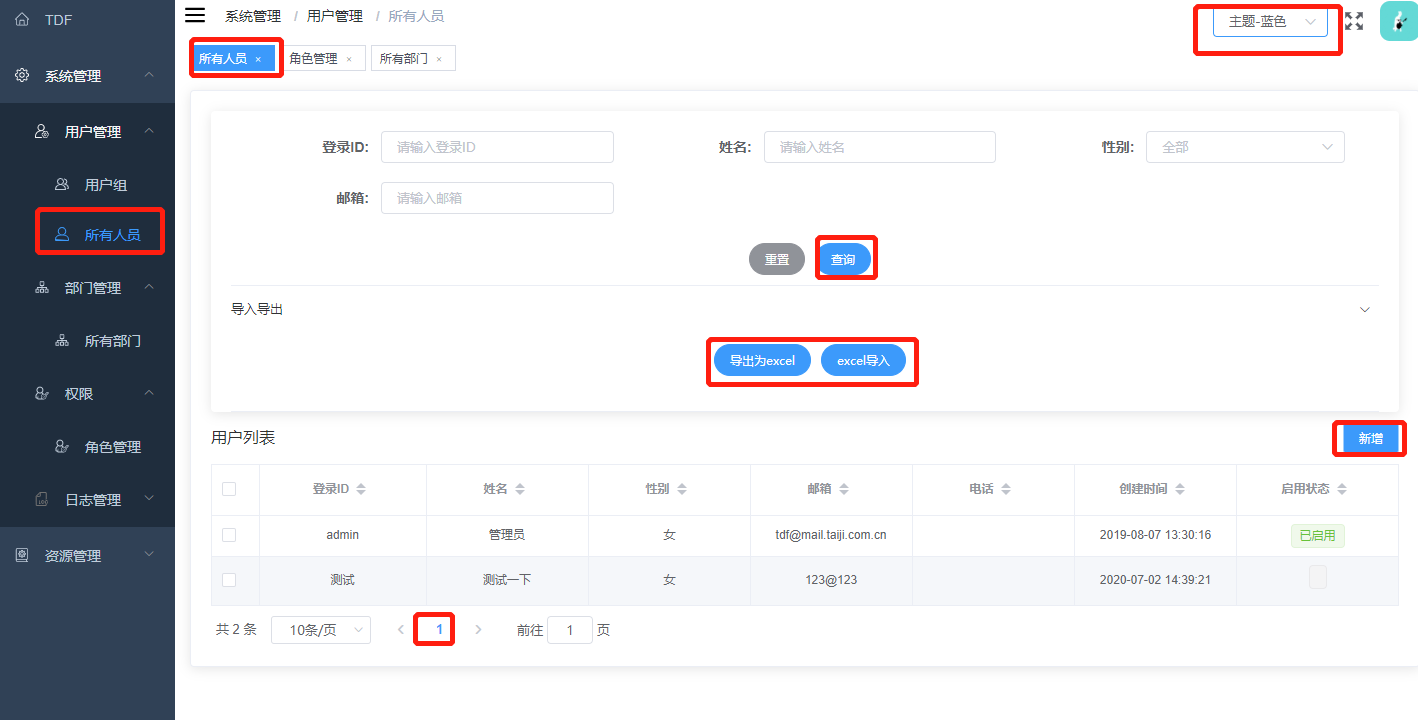 TDF
系统管理
用户管理
用户组
所有人员
部门管理
所有部门
权限
角色管理
日志管理
资源管理
系统管理 / 用户管理 / 所有人员
主题-蓝色
所有人员 × 角色管理 × 所有部门 ×
登录ID: 请输入登录ID 姓名: 请输入姓名 性别: 全部
邮箱: 请输入邮箱
重置 查询
导入导出
导出为excel excel导入
用户列表 新增
登录ID 姓名 性别 邮箱 电话 创建时间 启用状态
admin 管理员 女 tdf@mail.taiji.com.cn 2019-08-07 13:30:16 已启用
测试 测试一下 女 123@123 2020-07-02 14:39:21
共 2 条 10条/页 1 前往 1 页